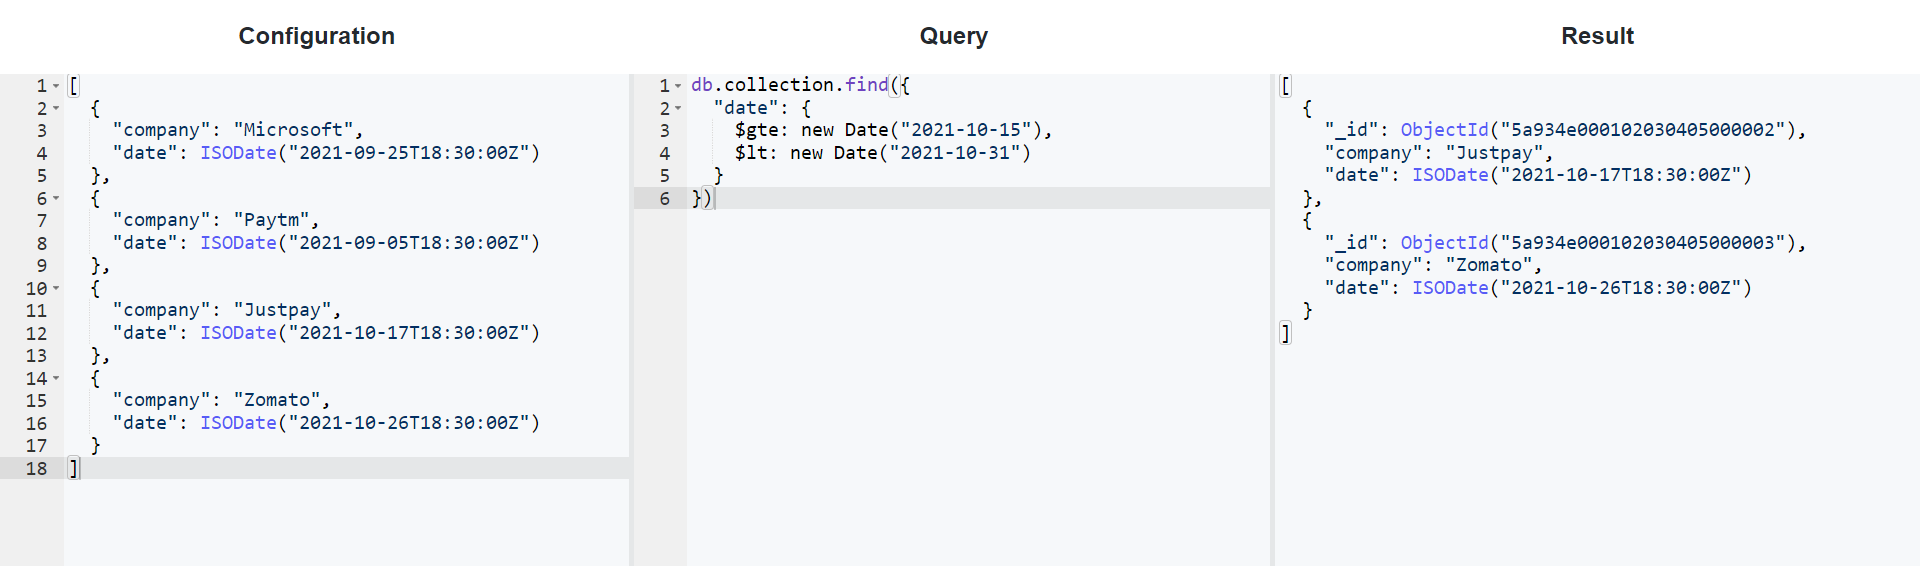 Configuration
1 [
2   {
3     "company": "Microsoft",
4     "date": ISODate("2021-09-25T18:30:00Z")
5   },
6   {
7     "company": "Paytm",
8     "date": ISODate("2021-09-05T18:30:00Z")
9   },
10   {
11     "company": "Justpay",
12     "date": ISODate("2021-10-17T18:30:00Z")
13   },
14   {
15     "company": "Zomato",
16     "date": ISODate("2021-10-26T18:30:00Z")
17   }
18 ]
Query
1 db.collection.find({
2   "date": {
3     $gte: new Date("2021-10-15"),
4     $lt: new Date("2021-10-31")
5   }
6 })
Result
[
  {
    "_id": ObjectId("5a934e000102030405000002"),
    "company": "Justpay",
    "date": ISODate("2021-10-17T18:30:00Z")
  },
  {
    "_id": ObjectId("5a934e000102030405000003"),
    "company": "Zomato",
    "date": ISODate("2021-10-26T18:30:00Z")
  }
]